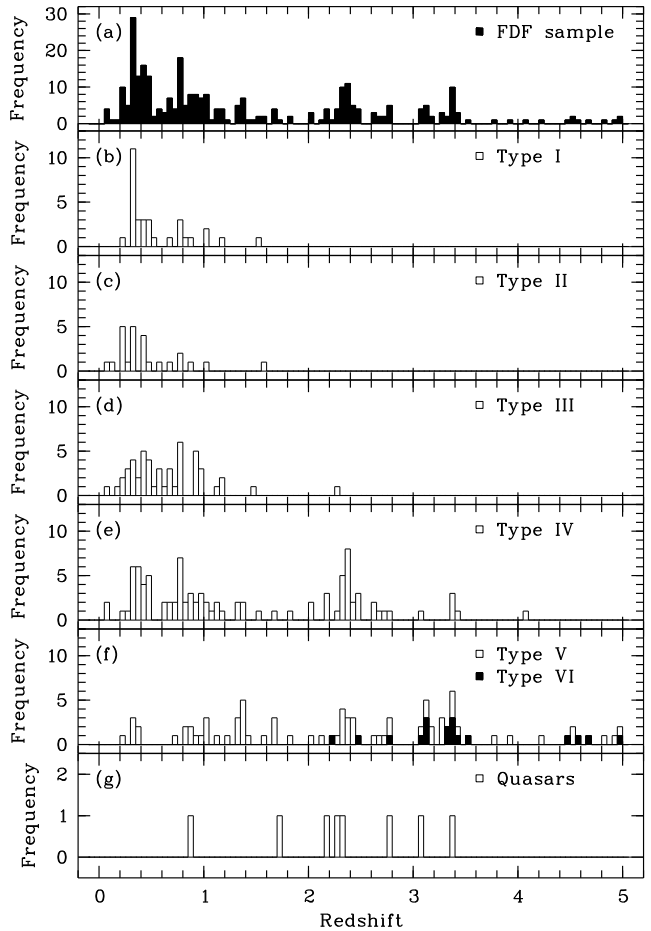 30
(a)
FDF sample
20
10
0
Frequency
(b)
Type I
10
5
0
Frequency
(c)
Type II
10
5
0
Frequency
(d)
Type III
10
5
0
Frequency
(e)
Type IV
10
5
0
Frequency
(f)
Type V
Type VI
10
5
0
Frequency
(g)
Quasars
2
1
0
Frequency
0 1 2 3 4 5
Redshift